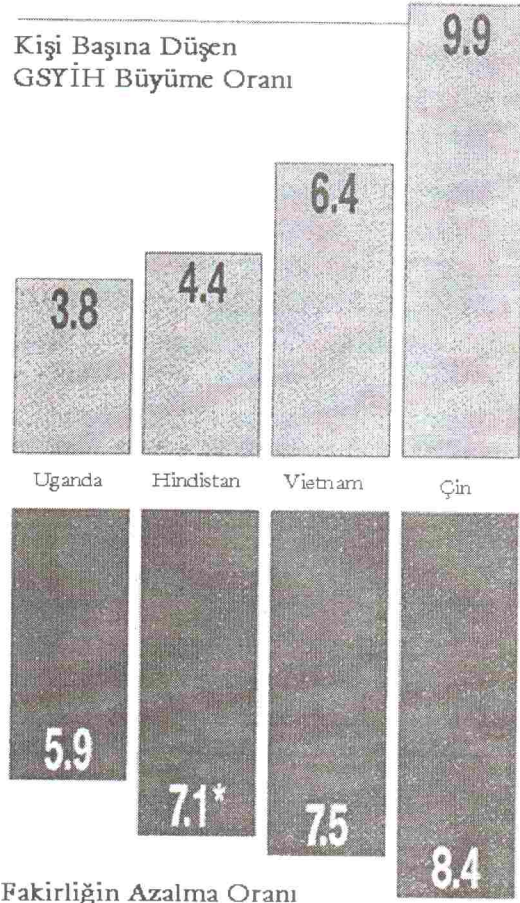 Kişi Başına Düşen
GSYİH Büyüme Oranı
9.9
6.4
4.4
3.8
Uganda Hindistan Vietnam Çin
5.9
7.1*
7.5
8.4
Fakirliğin Azalma Oranı